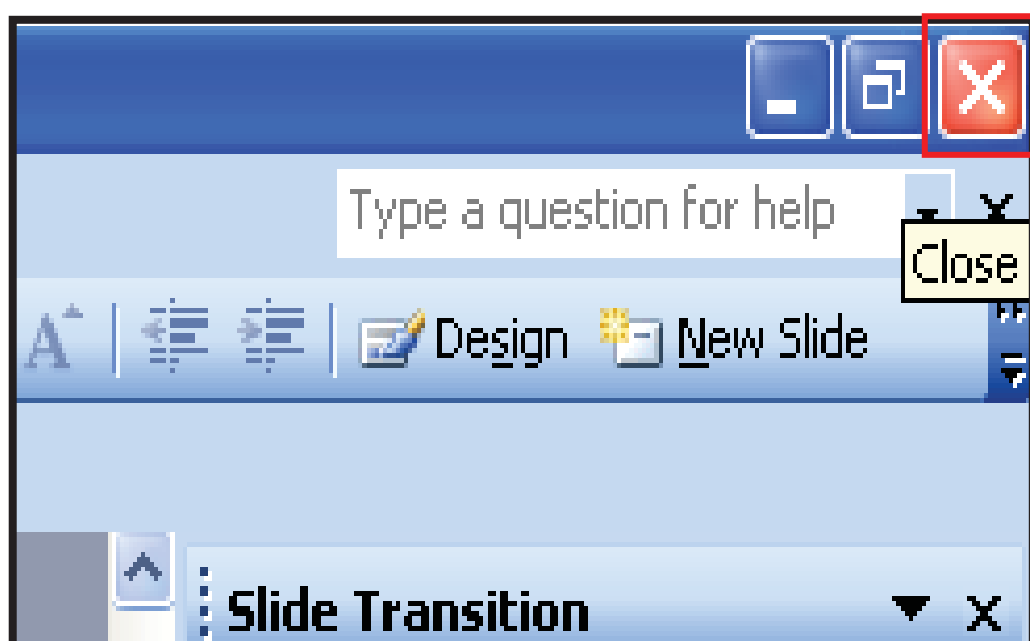 Type a question for help
Close
A Design New Slide
Slide Transition